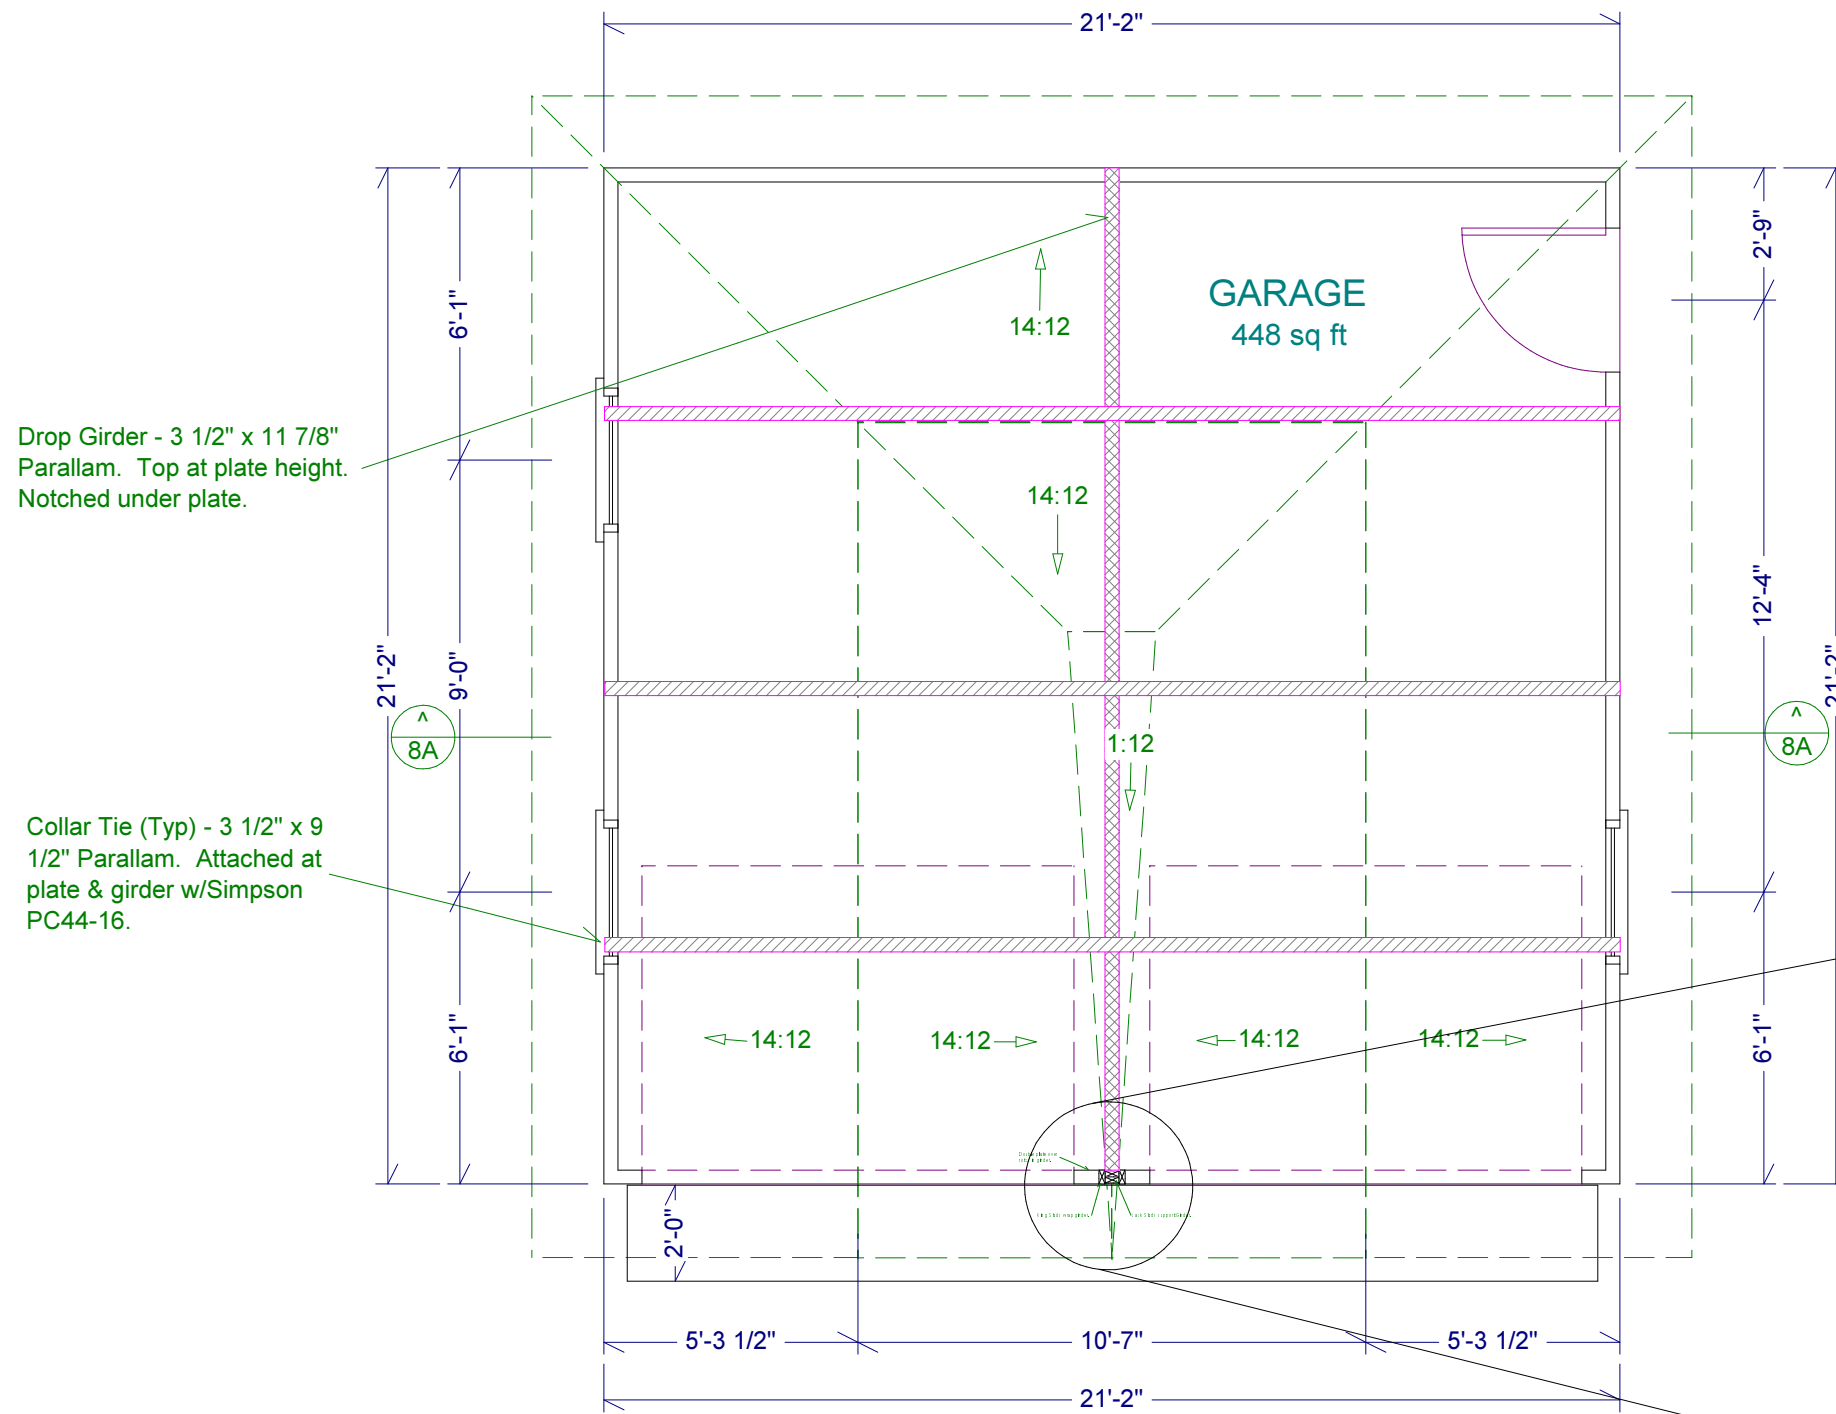 21'-2"
2'-9"
6'-1"
GARAGE
448 sq ft
14:12
Drop Girder - 3 1/2" x 11 7/8"
Parallam.  Top at plate height.
Notched under plate.
14:12
12'-4"
21'-2"
9'-0"
21'-2"
^
8A
^
8A
1:12
Collar Tie (Typ) - 3 1/2" x 9
1/2" Parallam.  Attached at
plate & girder w/Simpson
PC44-16.
6'-1"
14:12
14:12
14:12
14:12
6'-1"
2'-0"
5'-3 1/2"
10'-7"
5'-3 1/2"
21'-2"